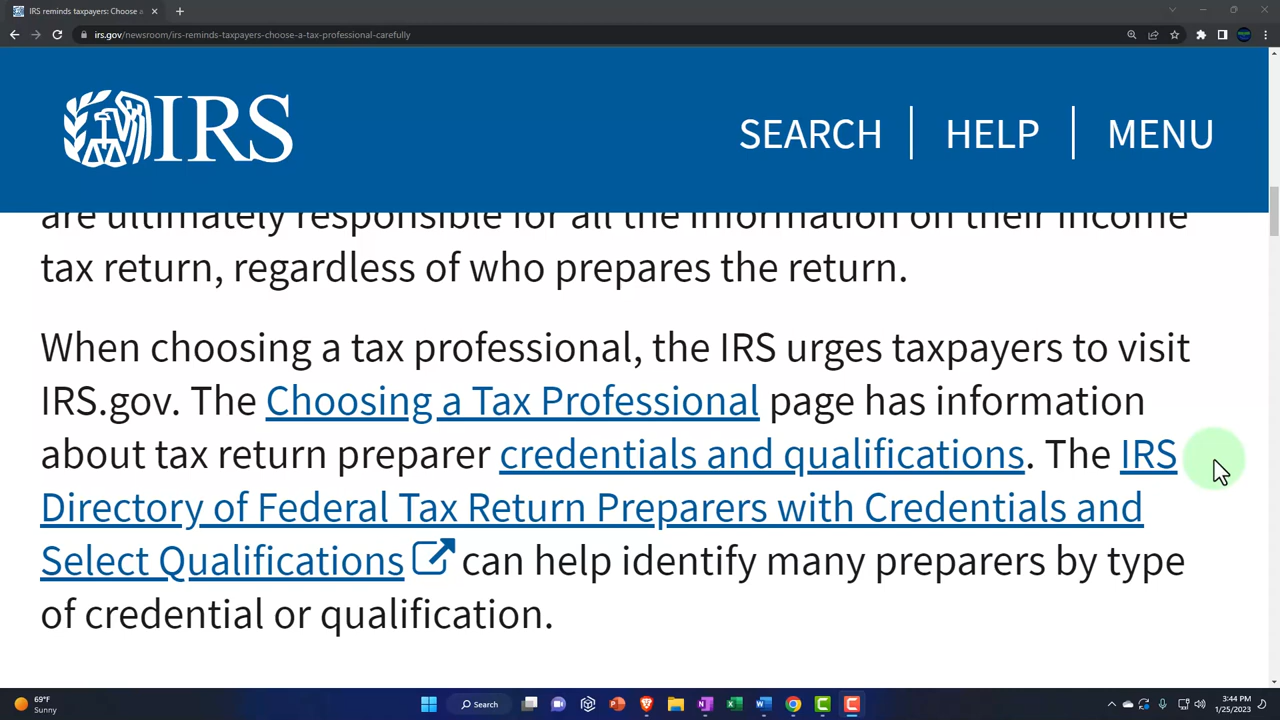 IRS reminds taxpayers: Choose a
irs.gov/newsroom/irs-reminds-taxpayers-choose-a-tax-professional-carefully
IRS
SEARCH
HELP
MENU
are ultimately responsible for all the information on their income
tax return, regardless of who prepares the return.
When choosing a tax professional, the IRS urges taxpayers to visit
IRS.gov. The Choosing a Tax Professional page has information
about tax return preparer credentials and qualifications. The IRS
Directory of Federal Tax Return Preparers with Credentials and
Select Qualifications can help identify many preparers by type
of credential or qualification.
69°F
Sunny
Search
3:44 PM
1/25/2023